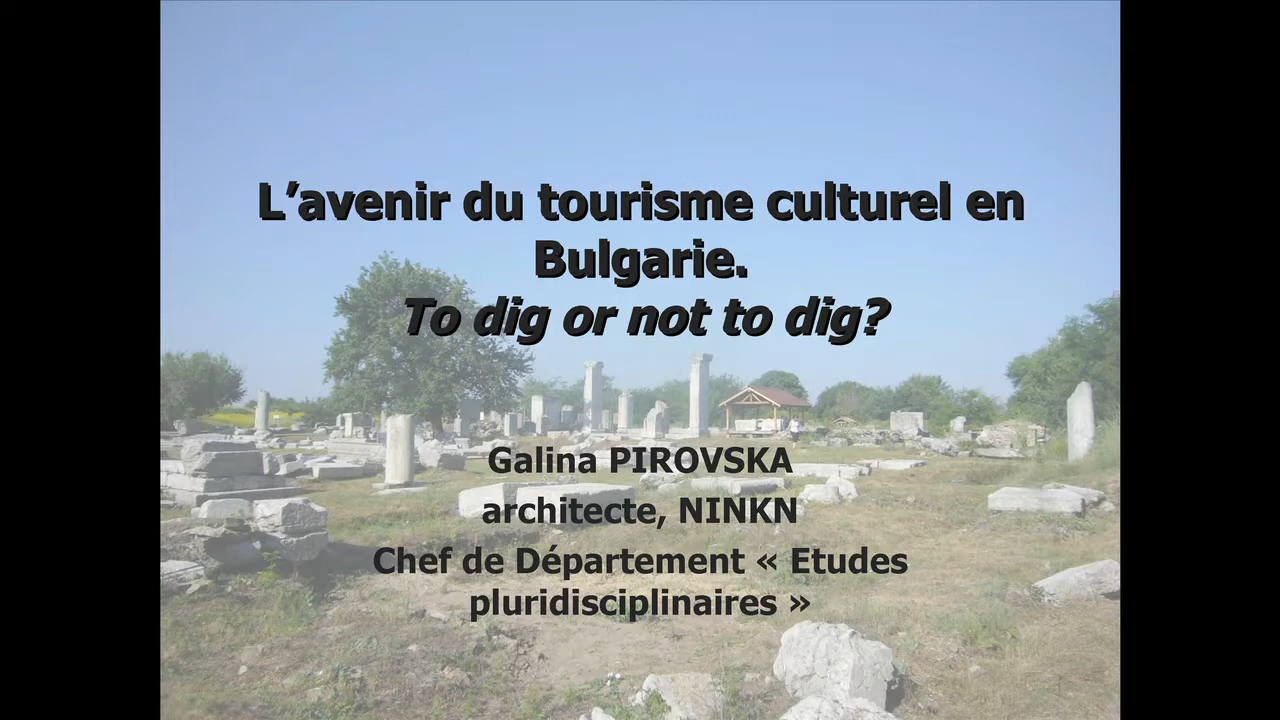 L’avenir du tourisme culturel en
Bulgarie.
To dig or not to dig?
Galina PIROVSKA
architecte, NINKN
Chef de Département « Etudes
pluridisciplinaires »